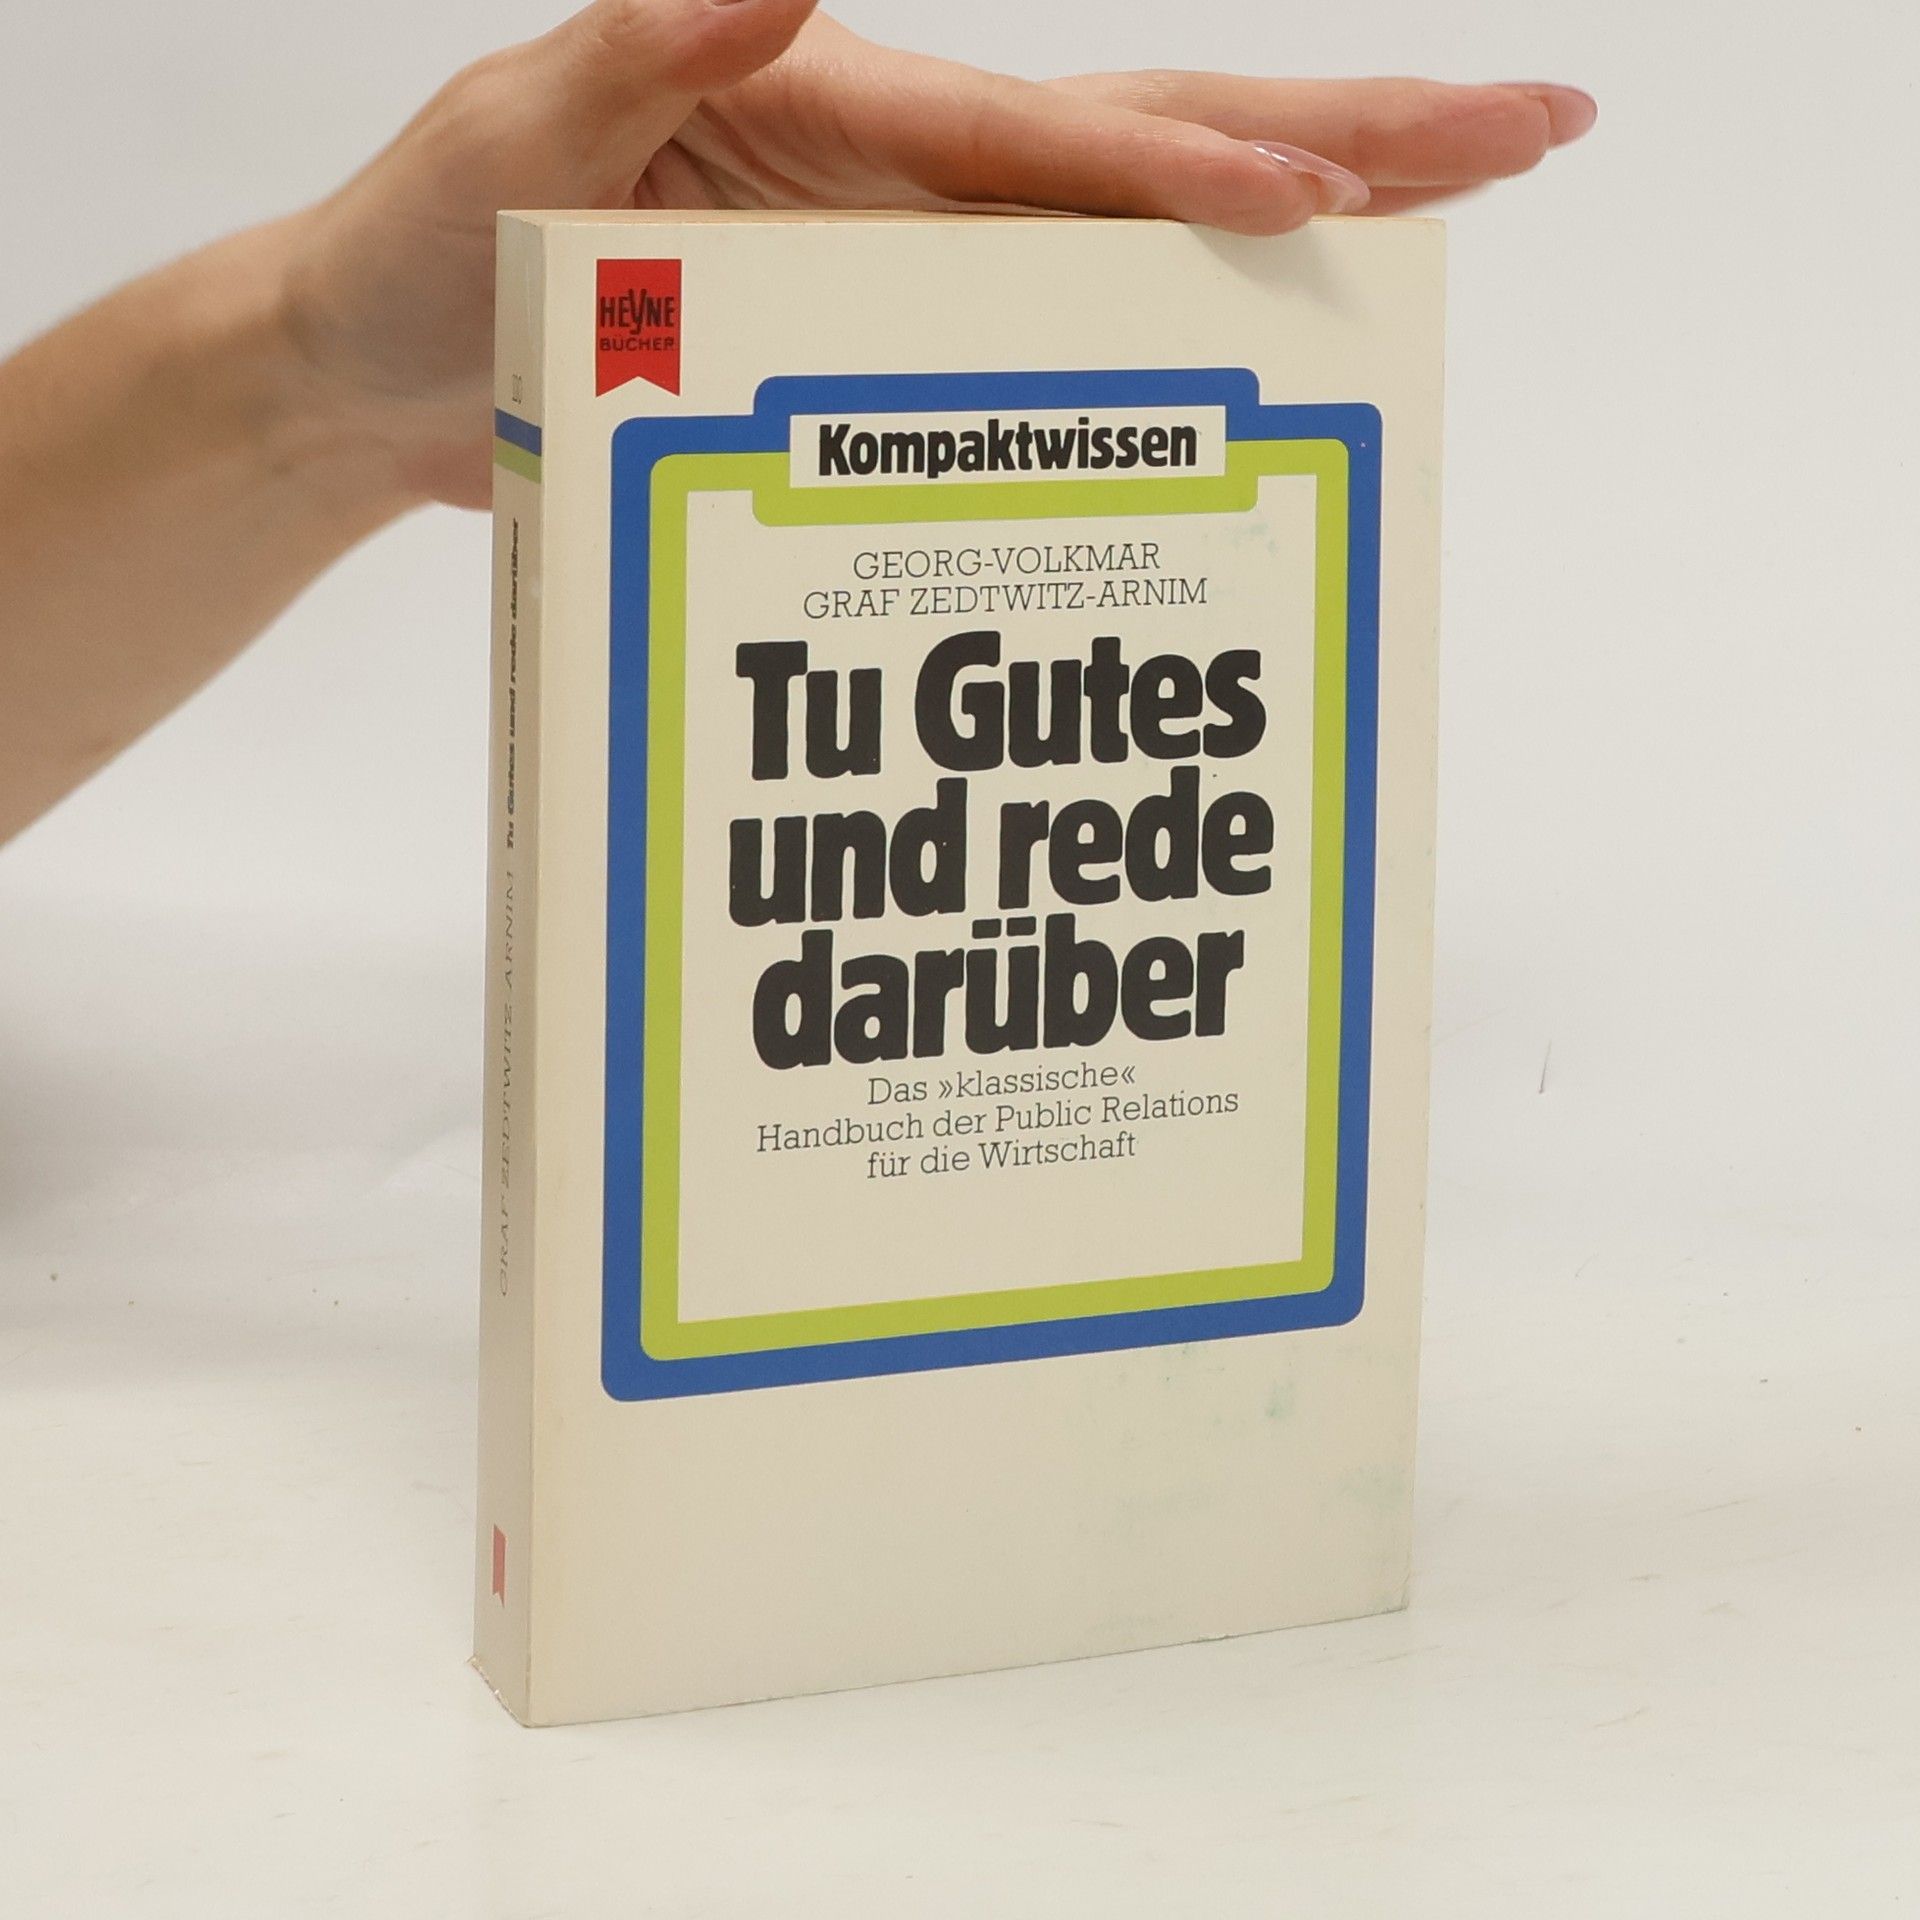 HEYNE
BÜCHER
Kompaktwissen
GEORG-VOLKMAR
GRAF ZEDTWITZ-ARNIM
Tu Gutes
und rede
darüber
Das »klassische«
Handbuch der Public Relations
für die Wirtschaft
GRAF ZEDTWITZ-ARNIM Tu Gutes und rede darüber